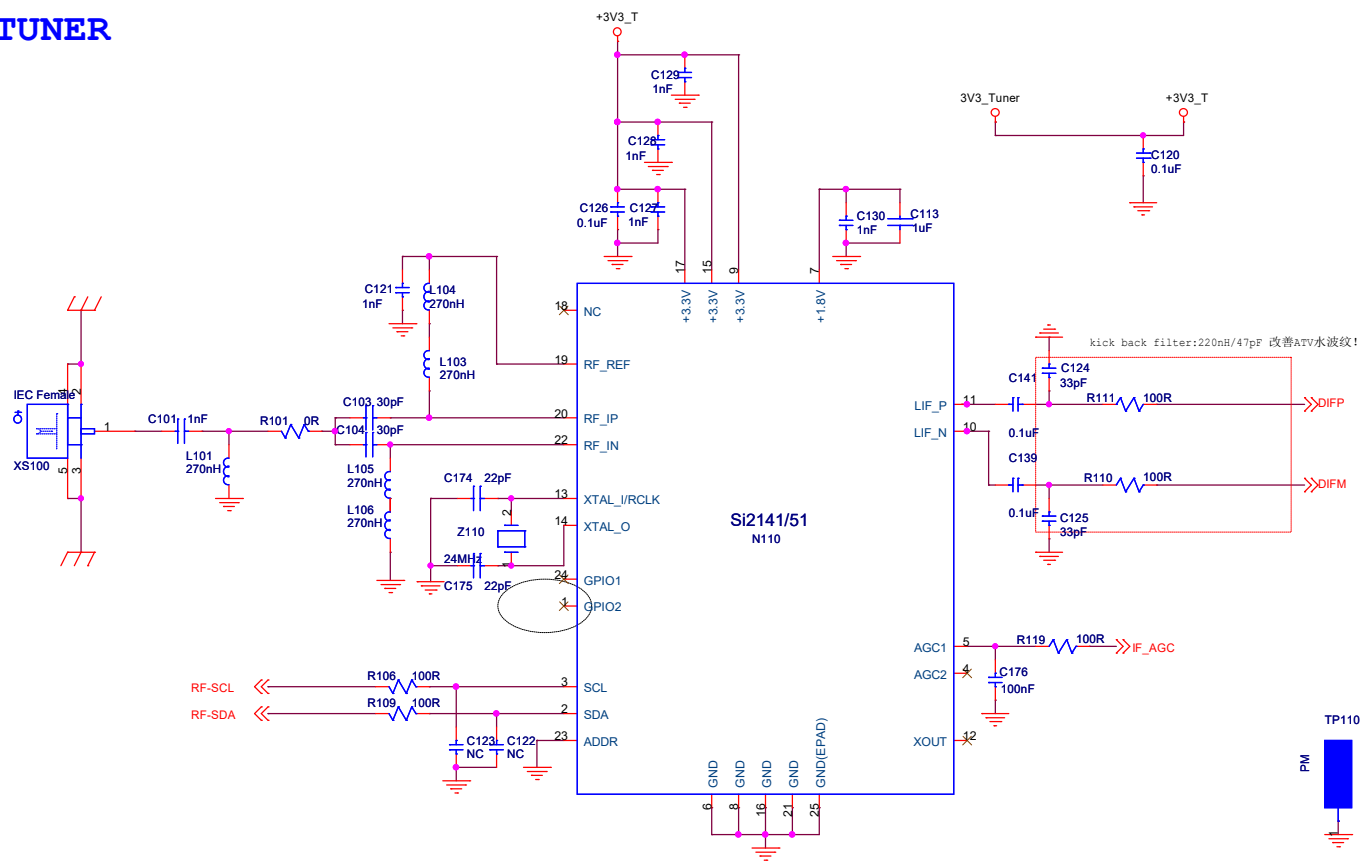 TUNER
+3V3_T
C129
1nF
C128
1nF
C126
0.1uF
C127
1nF
3V3_Tuner
+3V3_T
C120
0.1uF
C130
1nF
C113
1uF
17
15
9
7
+3.3V
+3.3V
+3.3V
+1.8V
C121
1nF
L104
270nH
L103
270nH
18
NC
19
RF_REF
20
RF_IP
22
RF_IN
13
XTAL_I/RCLK
14
XTAL_O
24
GPIO1
1
GPIO2
3
SCL
2
SDA
23
ADDR
IEC Female
4
2
1
5
3
XS100
C101
1nF
L101
270nH
R101
0R
C103
30pF
C104
30pF
L105
270nH
L106
270nH
C174
22pF
2
Z110
24MHz
1
C175
22pF
RF-SCL
R106
100R
RF-SDA
R109
100R
C123
NC
C122
NC
Si2141/51
N110
LIF_P
11
LIF_N
10
AGC1
5
AGC2
4
XOUT
12
kick back filter:220nH/47pF 改善ATV水波纹!
C141
0.1uF
C124
33pF
R111
100R
DIFP
C139
0.1uF
R110
100R
DIFM
C125
33pF
R119
100R
IF_AGC
C176
100nF
GND
GND
GND
GND
GND(EPAD)
6
8
16
21
25
TP110
PM
1